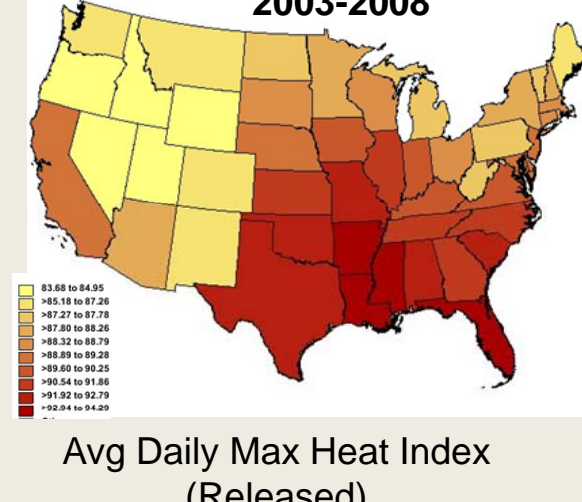 2003-2008
83.68 to 84.95
>85.18 to 87.26
>87.27 to 87.78
>87.80 to 88.26
>88.32 to 88.79
>88.89 to 89.28
>89.60 to 90.25
>90.54 to 91.86
>91.92 to 92.79
>92.94 to 94.29
Avg Daily Max Heat Index
(Released)